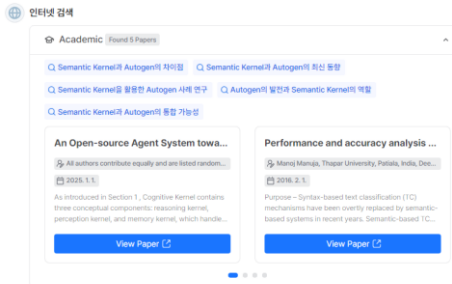 인터넷 검색
Academic Found 5 Papers
Semantic Kernel과 Autogen의 차이점 Semantic Kernel과 Autogen의 최신 동향
Semantic Kernel을 활용한 Autogen 사례 연구 Autogen의 발전과 Semantic Kernel의 역할
Semantic Kernel과 Autogen의 통합 가능성
An Open-source Agent System towa...
All authors contribute equally and are listed random...
2025. 1. 1.
As introduced in Section 1 , Cognitive Kernel contains
three conceptual components: reasoning kernel,
perception kernel, and memory kernel, which handle...
View Paper
Performance and accuracy analysis ...
Manoj Manuja, Thapar University, Patiala, India, Dee...
2016. 2. 1.
Purpose – Syntax-based text classification (TC)
mechanisms have been overtly replaced by semantic-
based systems in recent years. Semantic-based TC...
View Paper